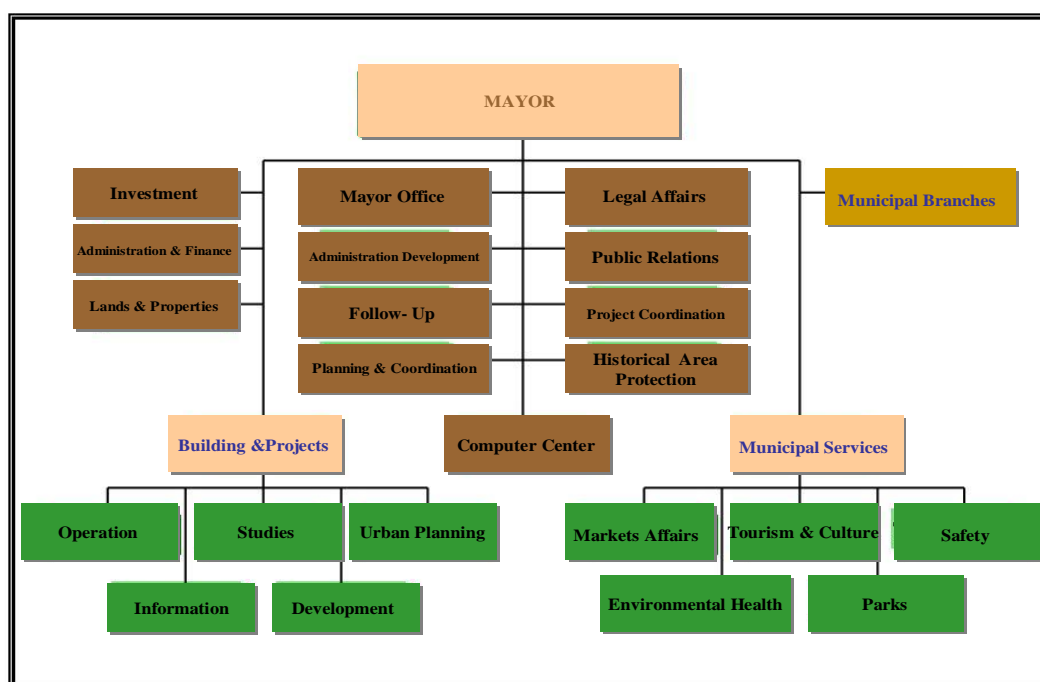 MAYOR
Investment
Mayor Office
Legal Affairs
Municipal Branches
Administration & Finance
Administration Development
Public Relations
Lands & Properties
Follow- Up
Project Coordination
Planning & Coordination
Historical Area
Protection
Building &Projects
Computer Center
Municipal Services
Operation
Studies
Urban Planning
Markets Affairs
Tourism & Culture
Safety
Information
Development
Environmental Health
Parks